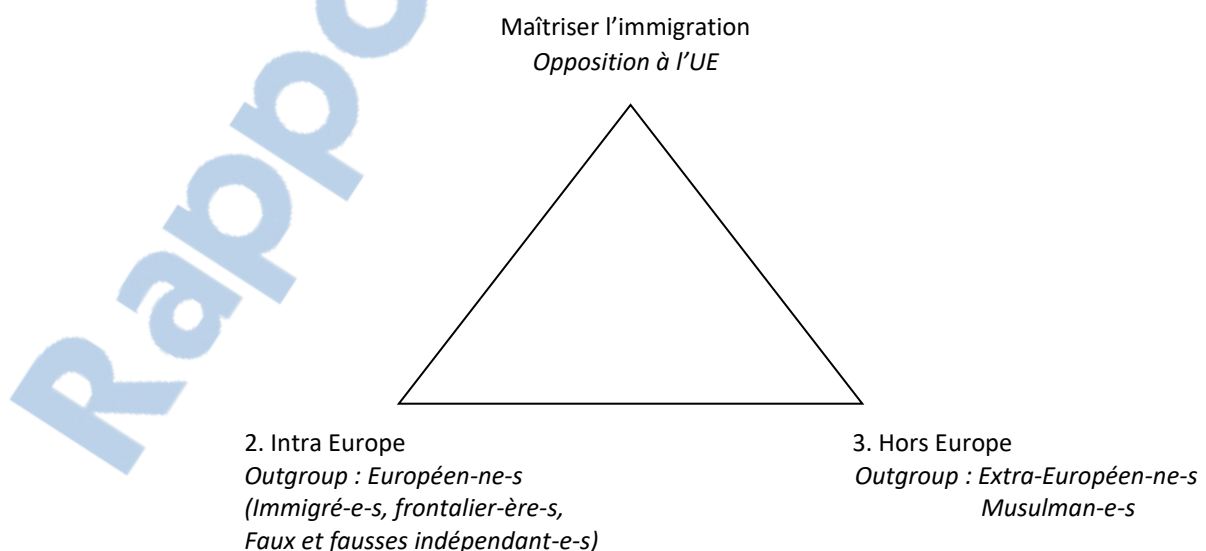 Maîtriser l’immigration
Opposition à l’UE
2. Intra Europe
Outgroup : Européen-ne-s
(Immigré-e-s, frontalier-ère-s,
Faux et fausses indépendant-e-s)
3. Hors Europe
Outgroup : Extra-Européen-ne-s
Musulman-e-s
Rappo